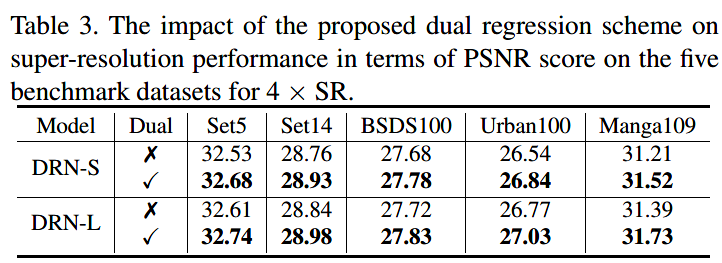 Table 3. The impact of the proposed dual regression scheme on
super-resolution performance in terms of PSNR score on the five
benchmark datasets for 4 × SR.
Model Dual Set5 Set14 BSDS100 Urban100 Manga109
DRN-S ✗ 32.53 28.76 27.68 26.54 31.21
✓ 32.68 28.93 27.78 26.84 31.52
DRN-L ✗ 32.61 28.84 27.72 26.77 31.39
✓ 32.74 28.98 27.83 27.03 31.73